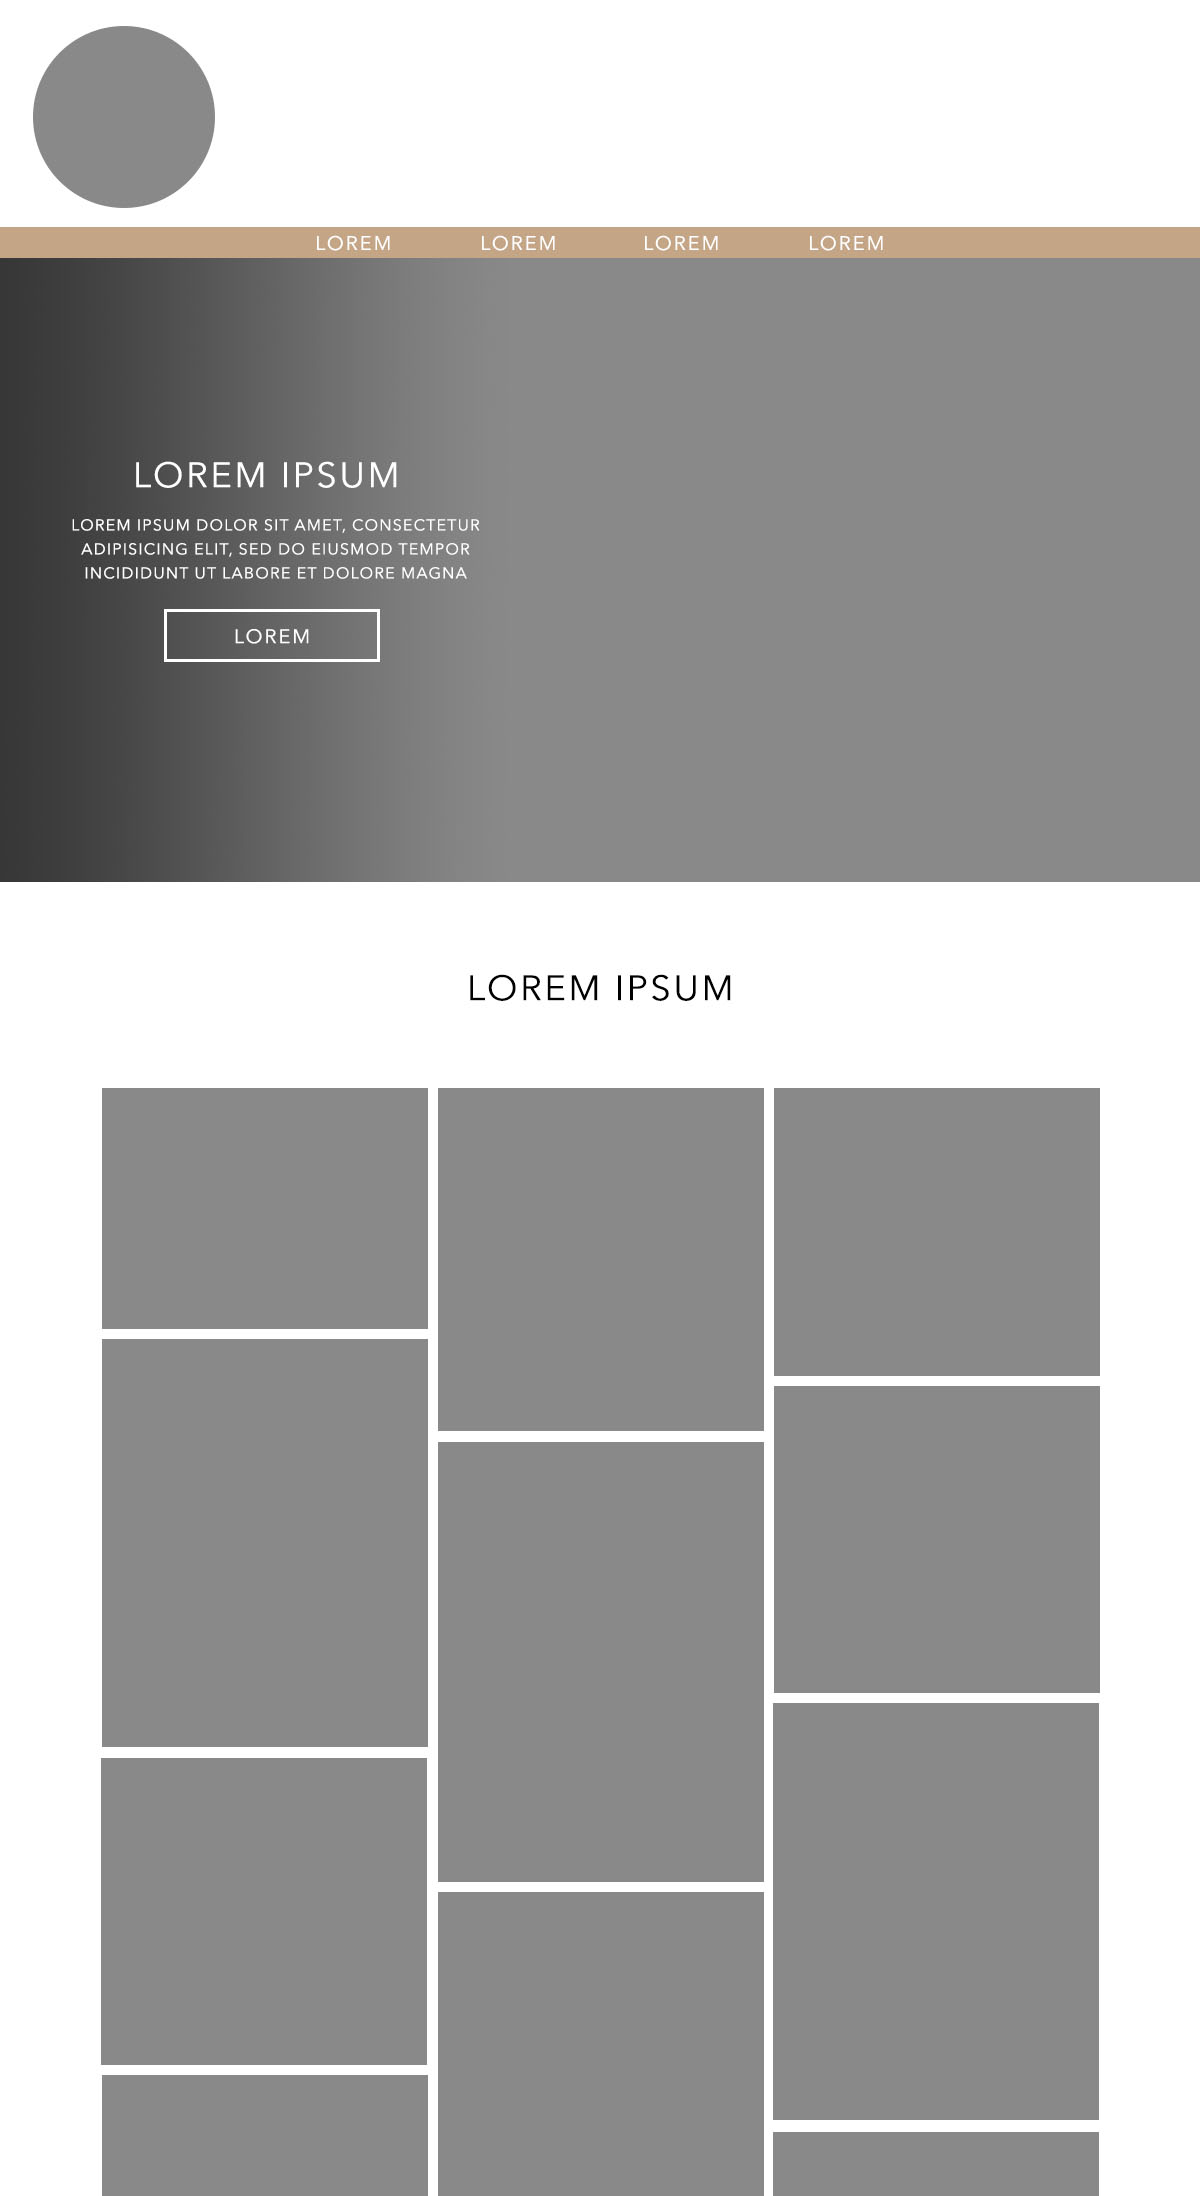 LOREM LOREM LOREM LOREM
LOREM IPSUM
LOREM IPSUM DOLOR SIT AMET, CONSECTETUR
ADIPISICING ELIT, SED DO EIUSMOD TEMPOR
INCIDIDUNT UT LABORE ET DOLORE MAGNA
LOREM
LOREM IPSUM